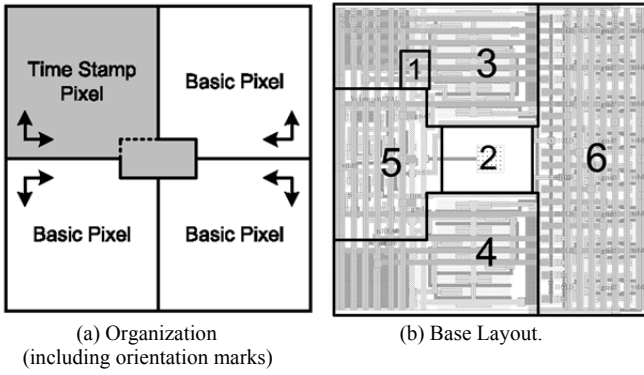 Time Stamp
Pixel
Basic Pixel
Basic Pixel
Basic Pixel
1
3
5
2
6
4
(a) Organization
(including orientation marks)
(b) Base Layout.